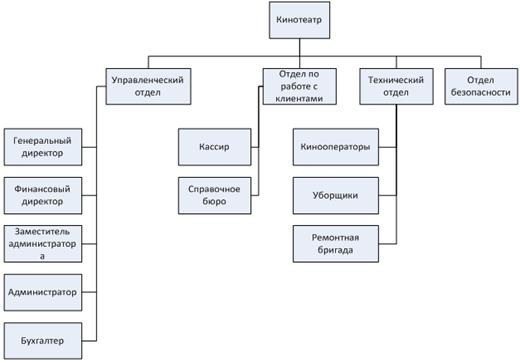 Кинотеатр
Управленческий
отдел
Отдел по
работе с
клиентами
Технический
отдел
Отдел
безопасности
Генеральный
директор
Кассир
Кинооператоры
Финансовый
директор
Справочное
бюро
Уборщики
Заместитель
администратор
а
Ремонтная
бригада
Администратор
Бухгалтер